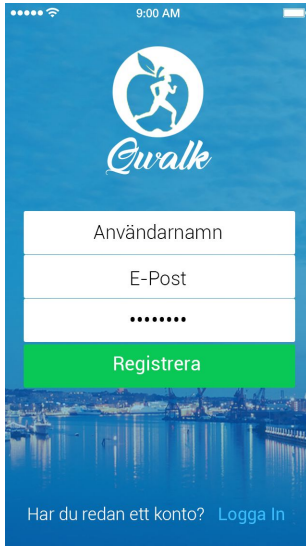 9:00 AM
Qwalk
Användarnamn
E-Post
••••••••
Registrera
Har du redan ett konto? Logga In